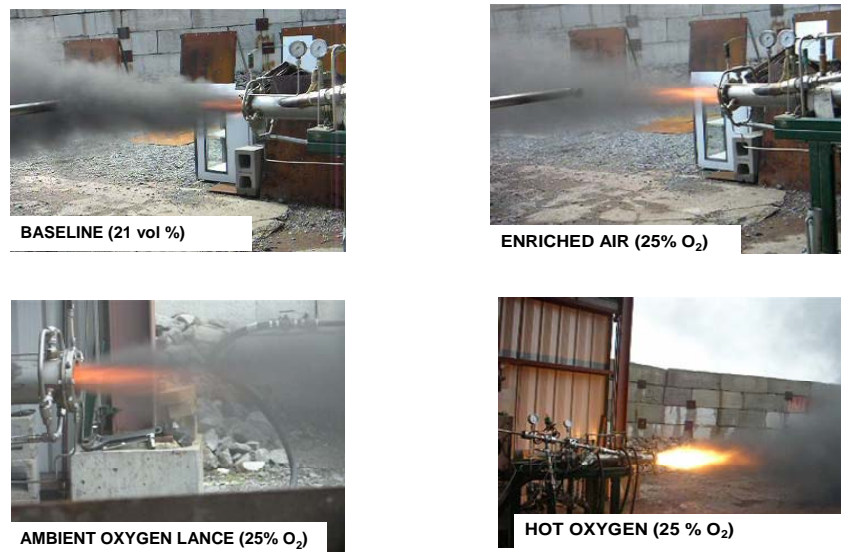 BASELINE (21 vol %)
ENRICHED AIR (25% O₂)
AMBIENT OXYGEN LANCE (25% O₂)
HOT OXYGEN (25 % O₂)